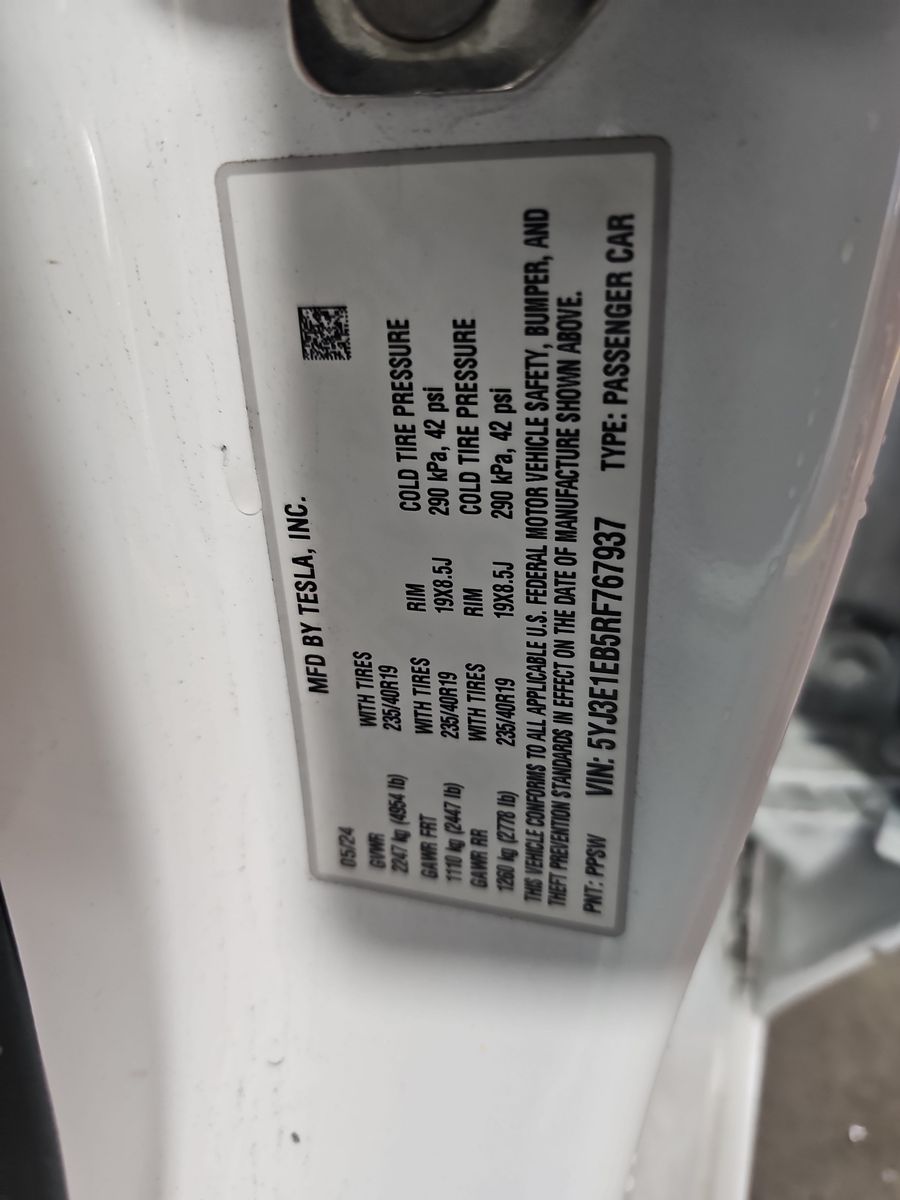 MFD BY TESLA, INC.
05/24
GVWR WITH TIRES
2247 kg (4954 lb) 235/40R19
GAWR FRT WITH TIRES RIM COLD TIRE PRESSURE
1110 kg (2447 lb) 235/40R19 19X8.5J 290 kPa, 42 psi
GAWR RR WITH TIRES RIM COLD TIRE PRESSURE
1260 kg (2778 lb) 235/40R19 19X8.5J 290 kPa, 42 psi
THIS VEHICLE CONFORMS TO ALL APPLICABLE U.S. FEDERAL MOTOR VEHICLE SAFETY, BUMPER, AND
THEFT PREVENTION STANDARDS IN EFFECT ON THE DATE OF MANUFACTURE SHOWN ABOVE.
PNT: PPSW VIN: 5YJ3E1EB5RF767937 TYPE: PASSENGER CAR